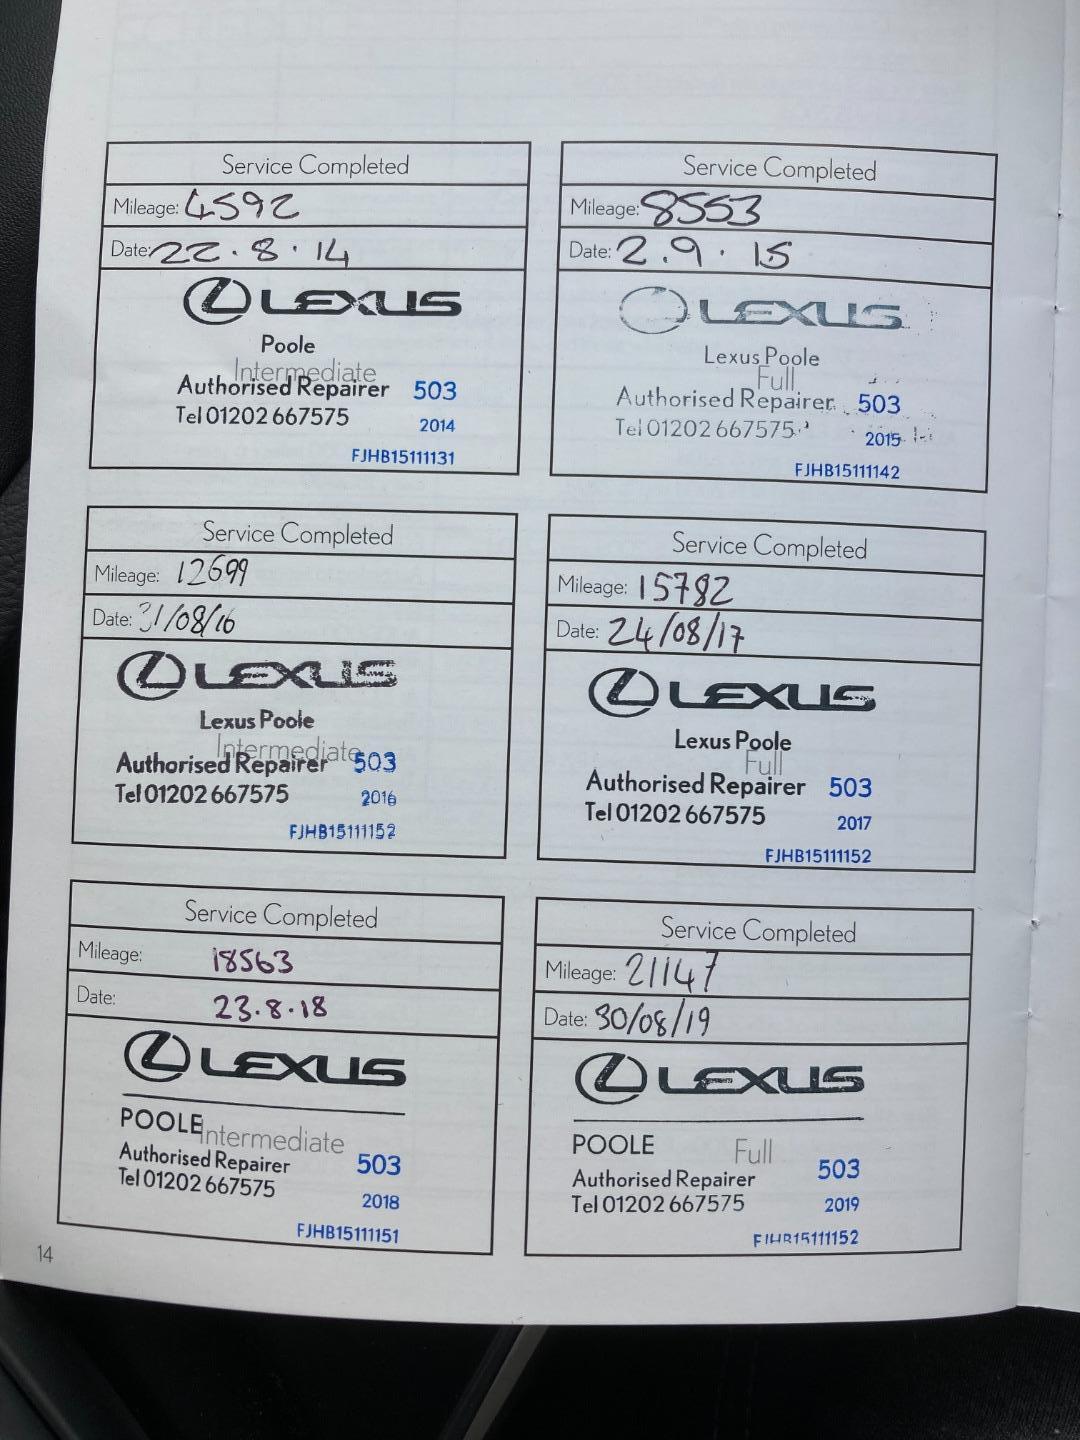 Service Completed
Mileage: 4592
Date: 22.8.14
LEXUS
Poole
Intermediate
Authorised Repairer 503
Tel 01202 667575 2014
FJHB15111131
Service Completed
Mileage: 8553
Date: 2.9.15
LEXUS
Lexus Poole
Full
Authorised Repairer 503
Tel 01202 667575 2015
FJHB15111142
Service Completed
Mileage: 12699
Date: 31/08/16
LEXUS
Lexus Poole
Intermediate
Authorised Repairer 503
Tel 01202 667575 2016
FJHB15111152
Service Completed
Mileage: 15782
Date: 24/08/17
LEXUS
Lexus Poole
Full
Authorised Repairer 503
Tel 01202 667575 2017
FJHB15111152
Service Completed
Mileage: 18563
Date: 23.8.18
LEXUS
POOLE Intermediate
Authorised Repairer 503
Tel 01202 667575 2018
FJHB15111151
Service Completed
Mileage: 21147
Date: 30/08/19
LEXUS
POOLE Full
Authorised Repairer 503
Tel 01202 667575 2019
FJHB15111152
14